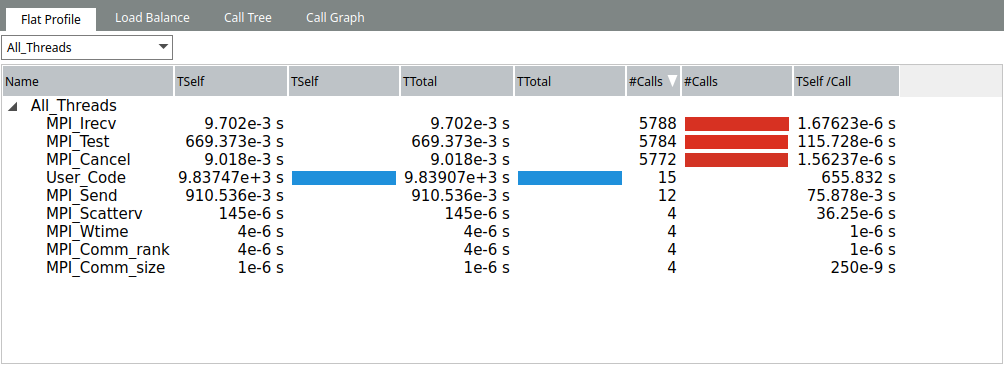 Flat Profile Load Balance Call Tree Call Graph
All_Threads
Name TSelf TSelf TTotal TTotal #Calls #Calls TSelf /Call
All_Threads
MPI_Irecv 9.702e-3 s 9.702e-3 s 5788 1.67623e-6 s
MPI_Test 669.373e-3 s 669.373e-3 s 5784 115.728e-6 s
MPI_Cancel 9.018e-3 s 9.018e-3 s 5772 1.56237e-6 s
User_Code 9.83747e+3 s 9.83907e+3 s 15 655.832 s
MPI_Send 910.536e-3 s 910.536e-3 s 12 75.878e-3 s
MPI_Scatterv 145e-6 s 145e-6 s 4 36.25e-6 s
MPI_Wtime 4e-6 s 4e-6 s 4 1e-6 s
MPI_Comm_rank 4e-6 s 4e-6 s 4 1e-6 s
MPI_Comm_size 1e-6 s 1e-6 s 4 250e-9 s